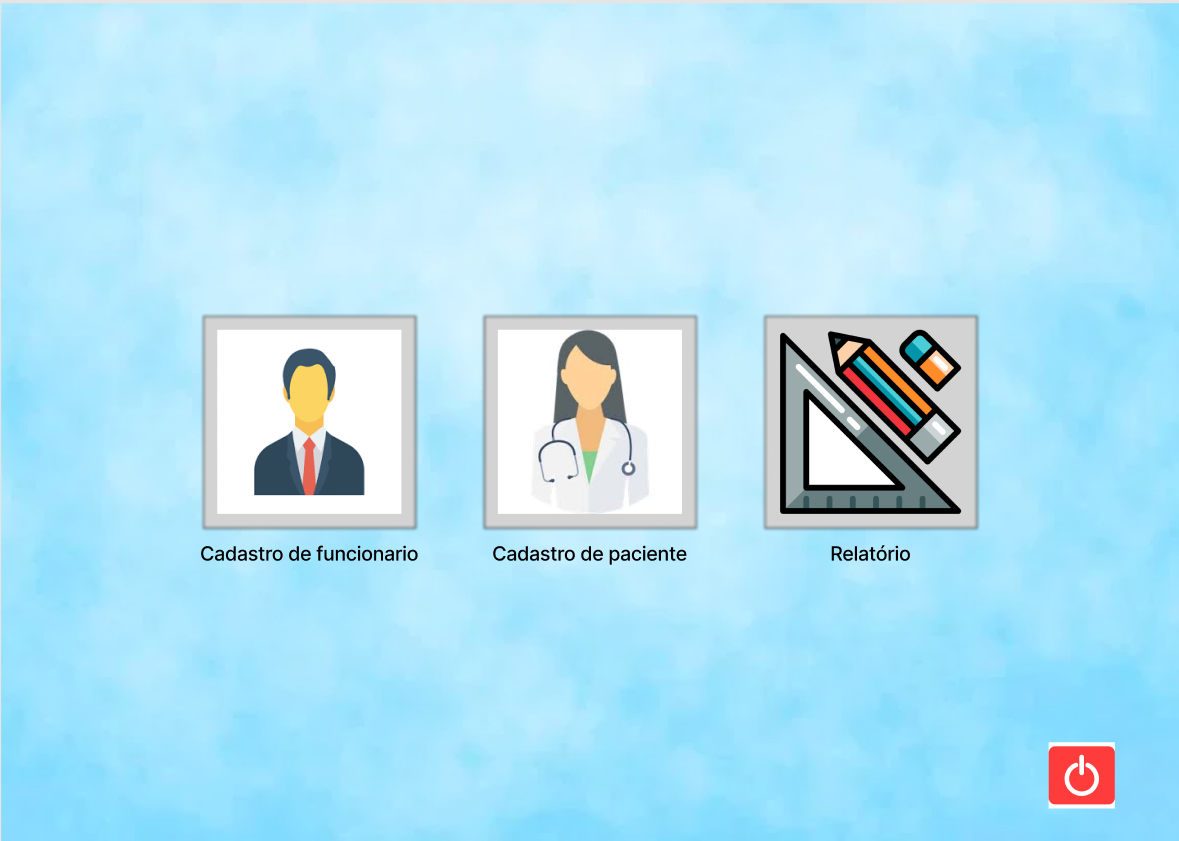 Cadastro de funcionario
Cadastro de paciente
Relatório